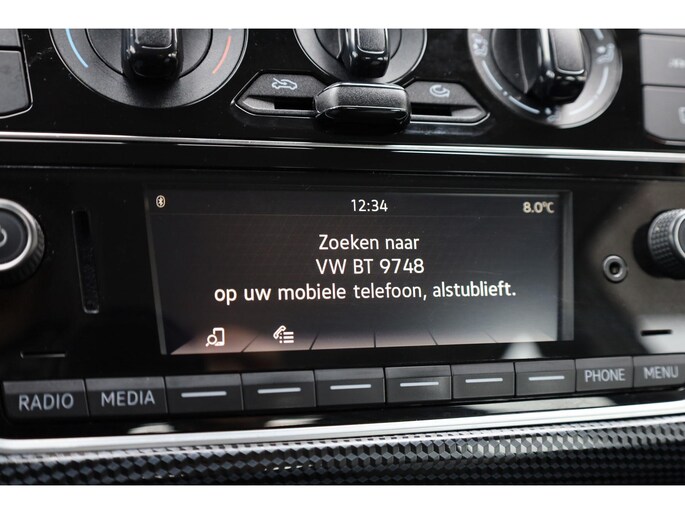 12:34 8.0°C
Zoeken naar
VW BT 9748
op uw mobiele telefoon, alstublieft.
RADIO MEDIA PHONE MENU